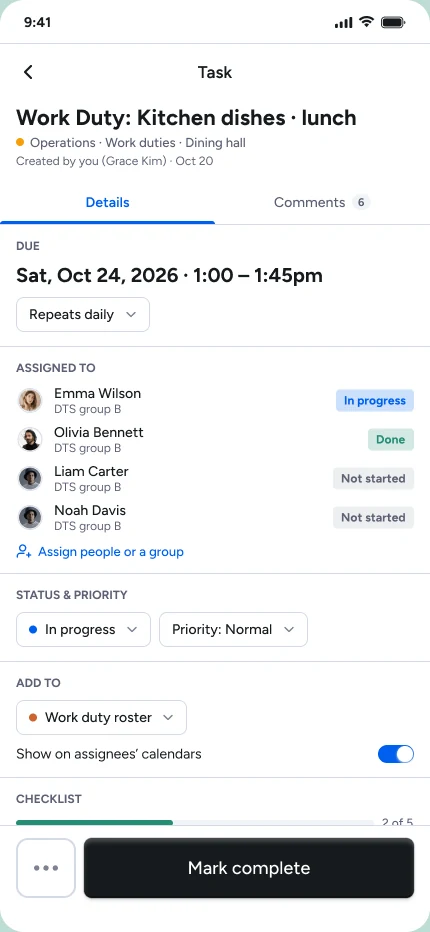 9:41
Task
Work Duty: Kitchen dishes · lunch
Operations · Work duties · Dining hall
Created by you (Grace Kim) · Oct 20
Details
Comments 6
DUE
Sat, Oct 24, 2026 · 1:00 – 1:45pm
Repeats daily
ASSIGNED TO
Emma Wilson
DTS group B
In progress
Olivia Bennett
DTS group B
Done
Liam Carter
DTS group B
Not started
Noah Davis
DTS group B
Not started
Assign people or a group
STATUS & PRIORITY
In progress
Priority: Normal
ADD TO
Work duty roster
Show on assignees’ calendars
CHECKLIST
2 of 5
Mark complete